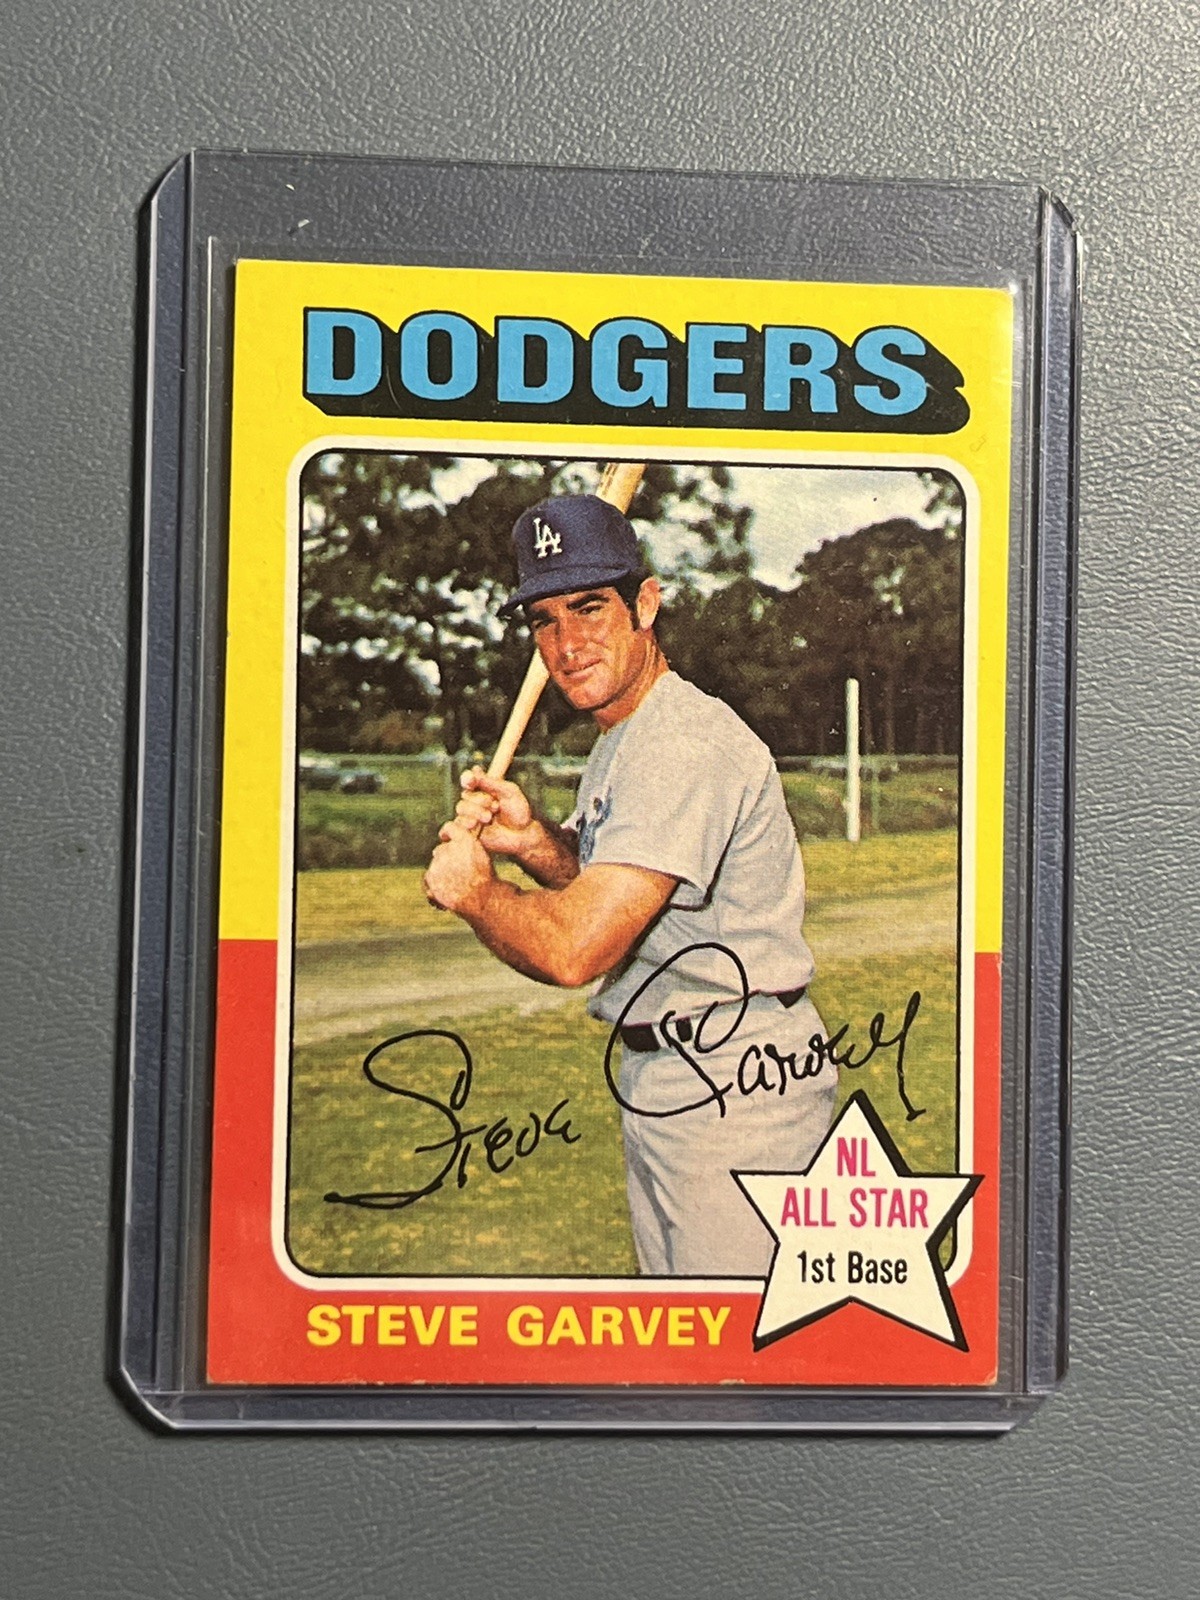 DODGERS
LA
Steve Garvey
NL
ALL STAR
1st Base
STEVE GARVEY